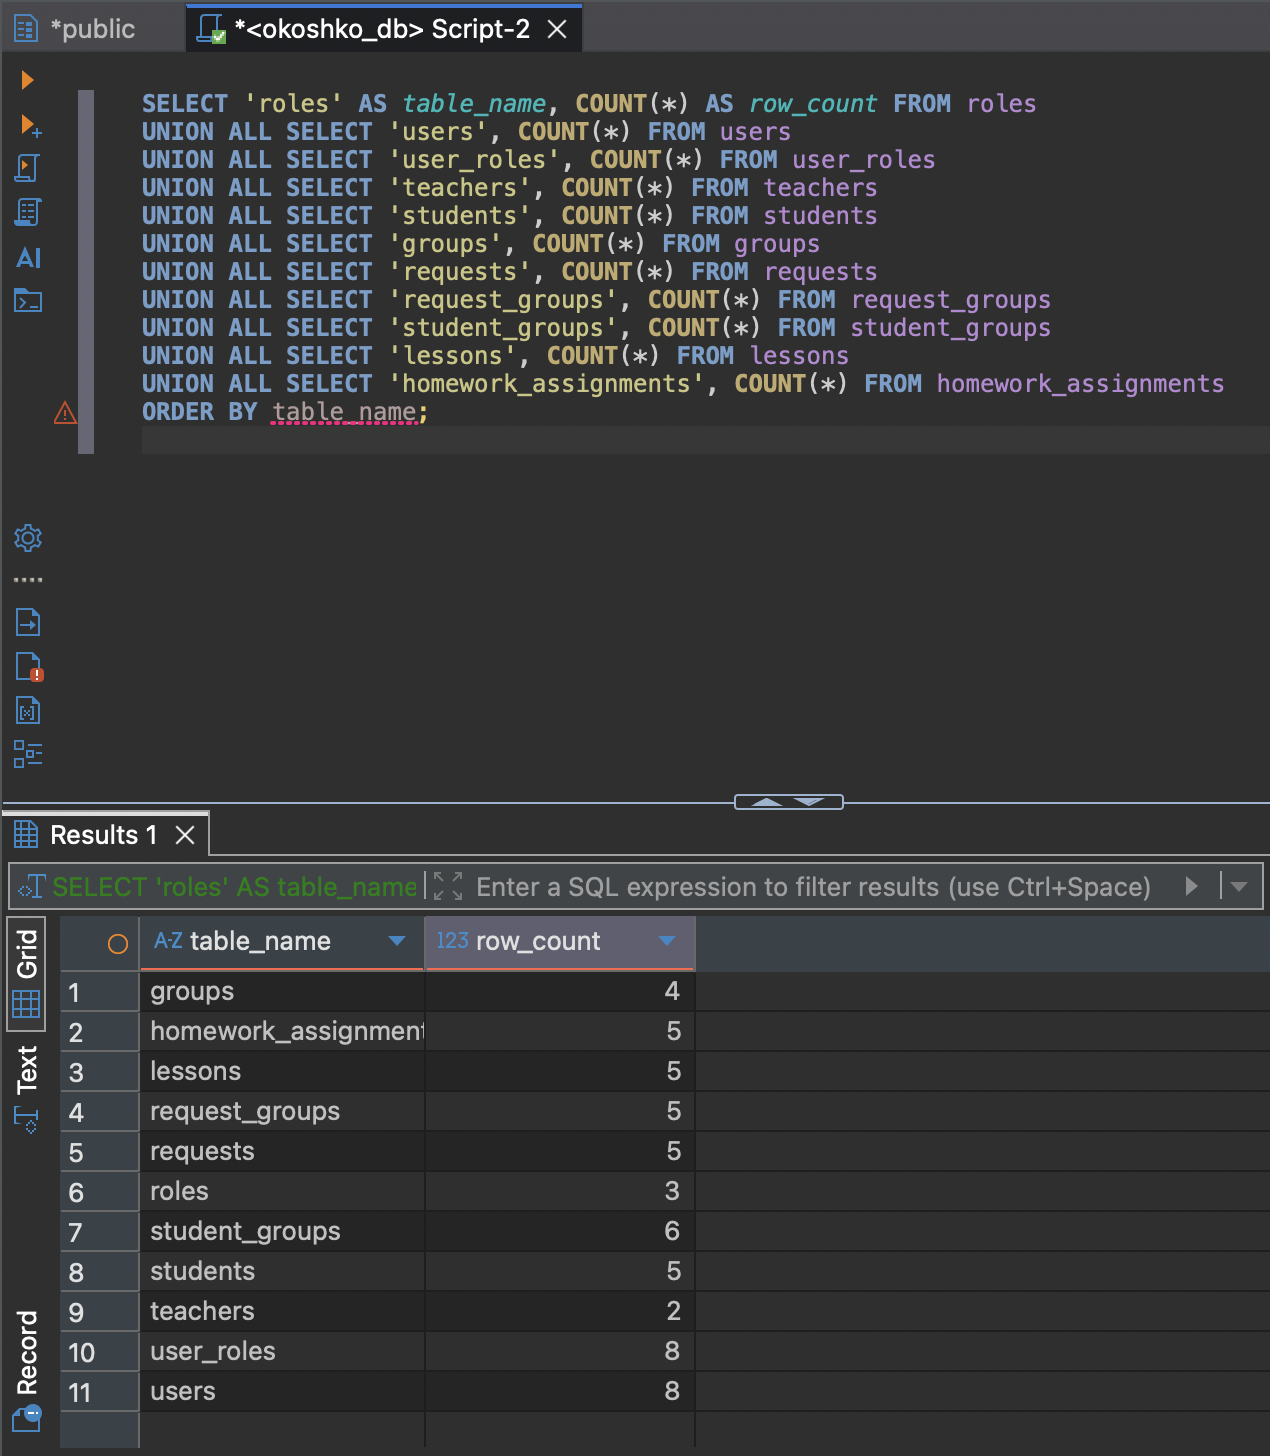 *public
*<okoshko_db> Script-2
SELECT 'roles' AS table_name, COUNT(*) AS row_count FROM roles
UNION ALL SELECT 'users', COUNT(*) FROM users
UNION ALL SELECT 'user_roles', COUNT(*) FROM user_roles
UNION ALL SELECT 'teachers', COUNT(*) FROM teachers
UNION ALL SELECT 'students', COUNT(*) FROM students
UNION ALL SELECT 'groups', COUNT(*) FROM groups
UNION ALL SELECT 'requests', COUNT(*) FROM requests
UNION ALL SELECT 'request_groups', COUNT(*) FROM request_groups
UNION ALL SELECT 'student_groups', COUNT(*) FROM student_groups
UNION ALL SELECT 'lessons', COUNT(*) FROM lessons
UNION ALL SELECT 'homework_assignments', COUNT(*) FROM homework_assignments
ORDER BY table_name;
AI
Results 1
SELECT 'roles' AS table_name
Enter a SQL expression to filter results (use Ctrl+Space)
Grid
Text
Record
A-Z table_name 123 row_count
1 groups 4
2 homework_assignment 5
3 lessons 5
4 request_groups 5
5 requests 5
6 roles 3
7 student_groups 6
8 students 5
9 teachers 2
10 user_roles 8
11 users 8